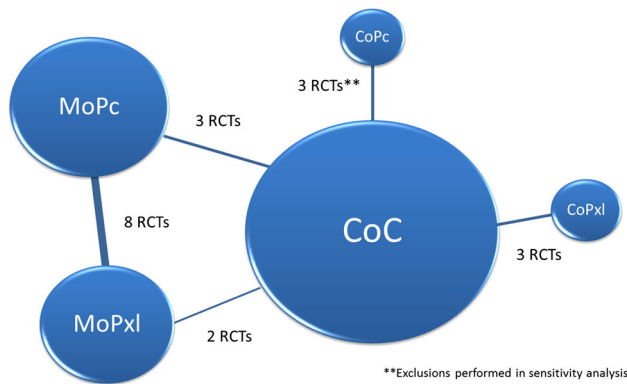 CoPc
3 RCTs**
MoPc
3 RCTs
CoC
CoPxl
8 RCTs
3 RCTs
MoPxl
2 RCTs
**Exclusions performed in sensitivity analysis